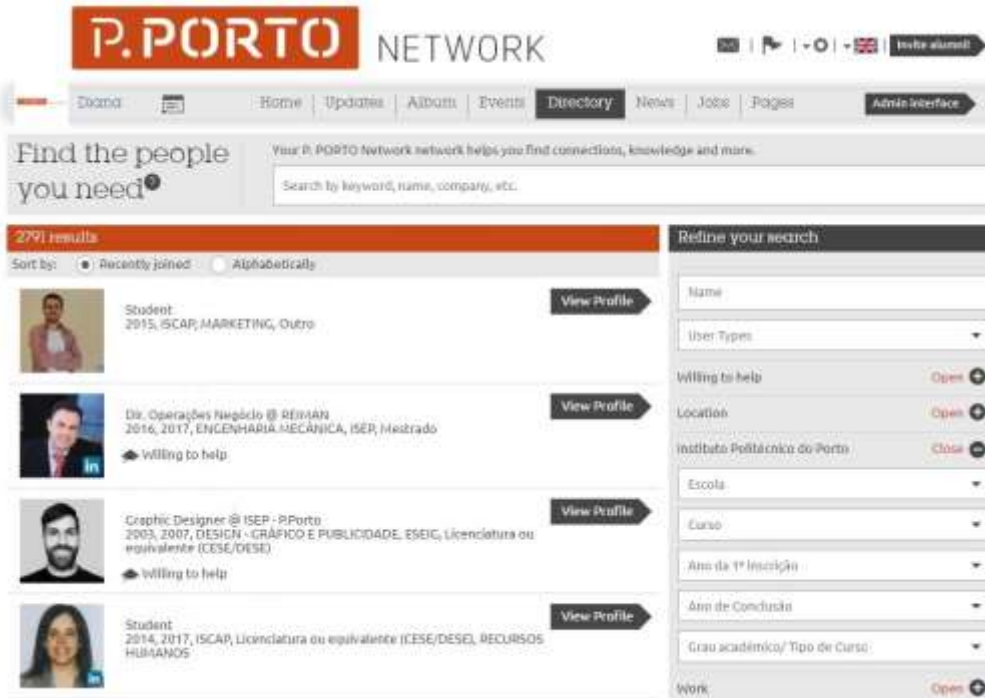 P.PORTO NETWORK
Invite alumni!
Diana
Home | Updates | Album | Events | Directory | News | Jobs | Pages
Admin interface
Find the people
you need?
Your P. PORTO Network network helps you find connections, knowledge and more.
Search by keyword, name, company, etc.
2791 results
Sort by: Recently joined Alphabetically
Student
2015, ISCAP, MARKETING, Outro
View Profile
Dir. Operações Negócio @ REIMAN
2016, 2017, ENGENHARIA MECÂNICA, ISEP, Mestrado
Willing to help
View Profile
in
Graphic Designer @ ISEP - P.Porto
2003, 2007, DESIGN - GRÁFICO E PUBLICIDADE, ESEIG, Licenciatura ou
equivalente (CESE/DESE)
Willing to help
View Profile
Student
2014, 2017, ISCAP, Licenciatura ou equivalente (CESE/DESE), RECURSOS
HUMANOS
View Profile
in
Refine your search
Name
User Types
Willing to help Open
Location Open
Instituto Politécnico do Porto Close
Escola
Curso
Ano da 1ª Inscrição
Ano de Conclusão
Grau académico/ Tipo de Curso
Work Open